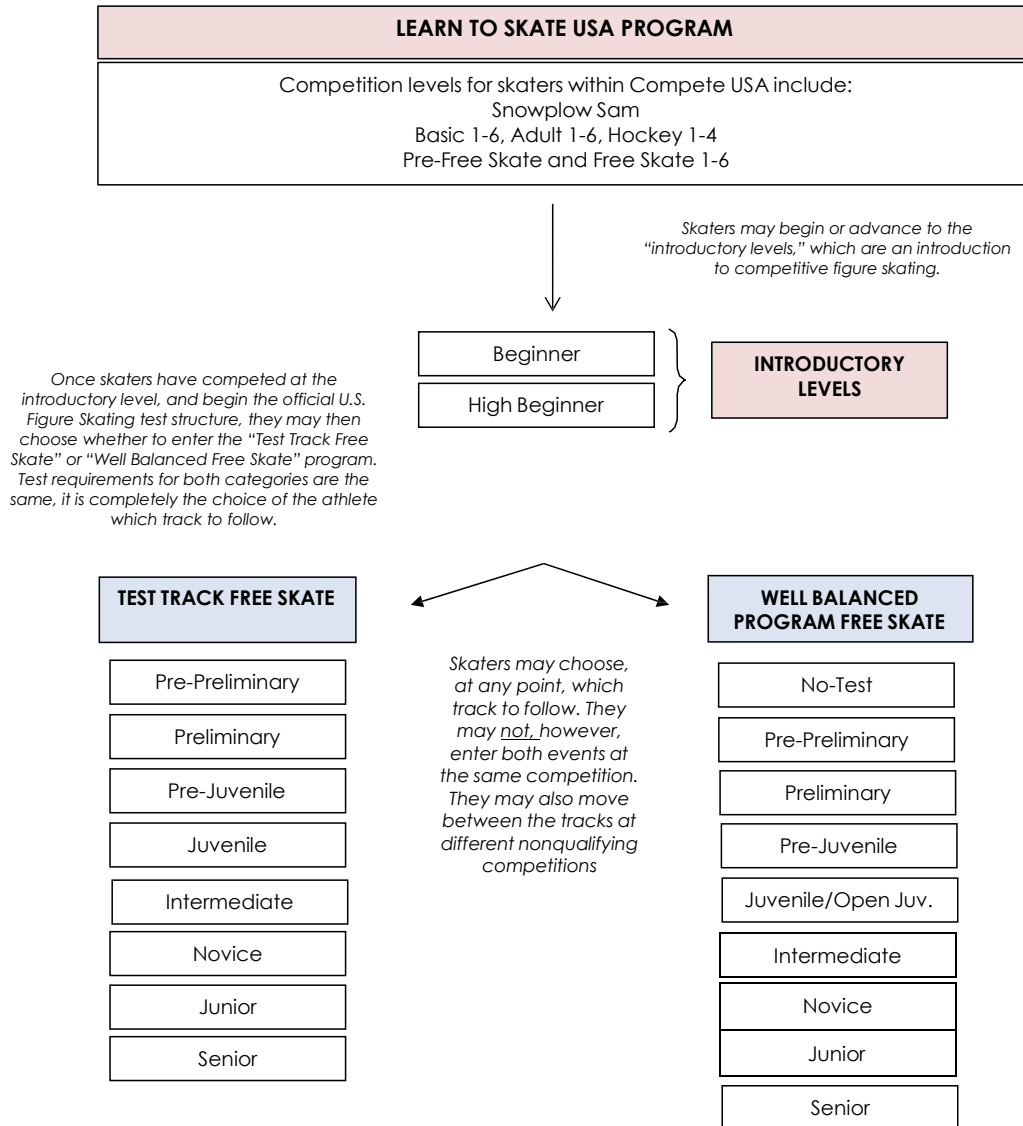 LEARN TO SKATE USA PROGRAM
Competition levels for skaters within Compete USA include:
Snowplow Sam
Basic 1-6, Adult 1-6, Hockey 1-4
Pre-Free Skate and Free Skate 1-6
Skaters may begin or advance to the
“introductory levels,” which are an introduction
to competitive figure skating.
Beginner
High Beginner
INTRODUCTORY
LEVELS
Once skaters have competed at the
introductory level, and begin the official U.S.
Figure Skating test structure, they may then
choose whether to enter the “Test Track Free
Skate” or “Well Balanced Free Skate” program.
Test requirements for both categories are the
same, it is completely the choice of the athlete
which track to follow.
TEST TRACK FREE SKATE
Pre-Preliminary
Preliminary
Pre-Juvenile
Juvenile
Intermediate
Novice
Junior
Senior
Skaters may choose,
at any point, which
track to follow. They
may not, however,
enter both events at
the same competition.
They may also move
between the tracks at
different nonqualifying
competitions
WELL BALANCED
PROGRAM FREE SKATE
No-Test
Pre-Preliminary
Preliminary
Pre-Juvenile
Juvenile/Open Juv.
Intermediate
Novice
Junior
Senior